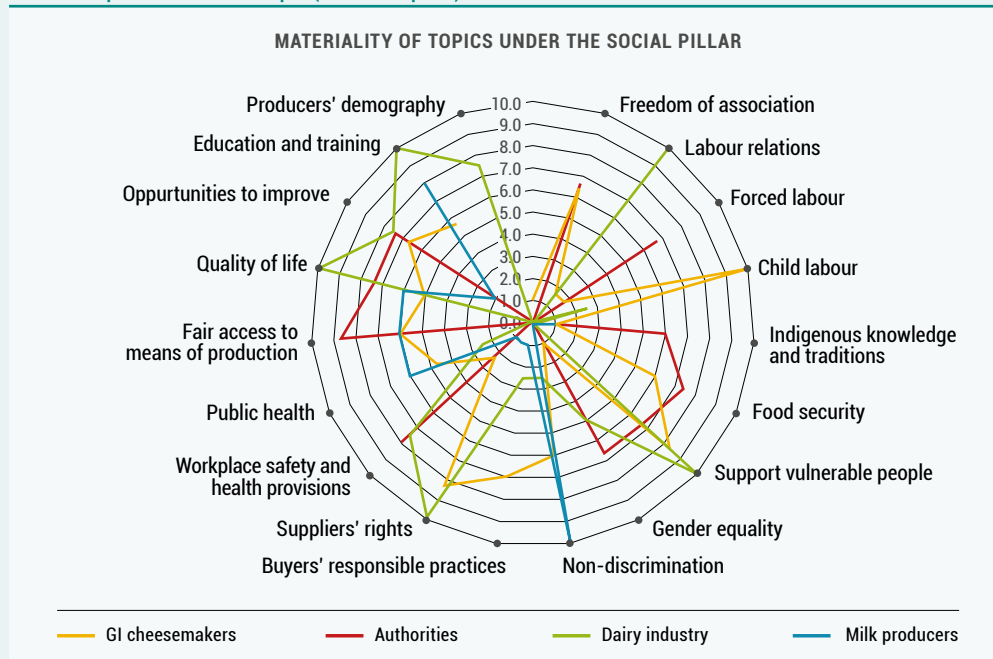 MATERIALITY OF TOPICS UNDER THE SOCIAL PILLAR
Producers' demography
10.0
Freedom of association
9.0
Education and training
8.0
Labour relations
7.0
Oppurtunities to improve
6.0
Forced labour
5.0
4.0
Quality of life
3.0
Child labour
2.0
1.0
0.0
Fair access to
means of production
Indigenous knowledge
and traditions
Public health
Food security
Workplace safety and
health provisions
Support vulnerable people
Suppliers' rights
Gender equality
Buyers' responsible practices
Non-discrimination
GI cheesemakers
Authorities
Dairy industry
Milk producers